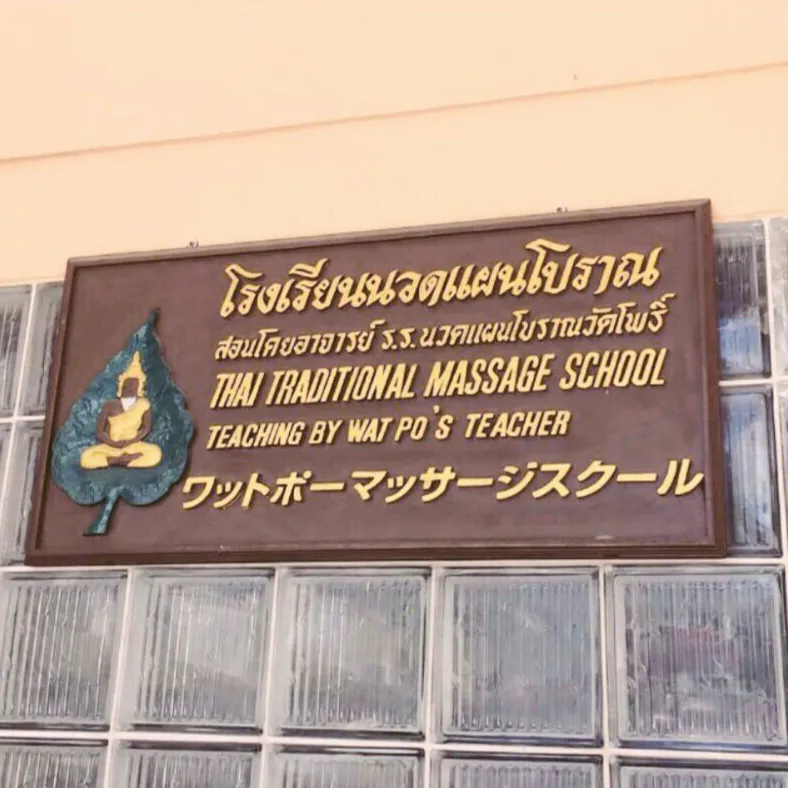 โรงเรียนนวดแผนโบราณ
สอนโดยอาจารย์ ร.ร.นวดแผนโบราณวัดโพธิ์
THAI TRADITIONAL MASSAGE SCHOOL
TEACHING BY WAT PO'S TEACHER
ワットポーマッサージスクール